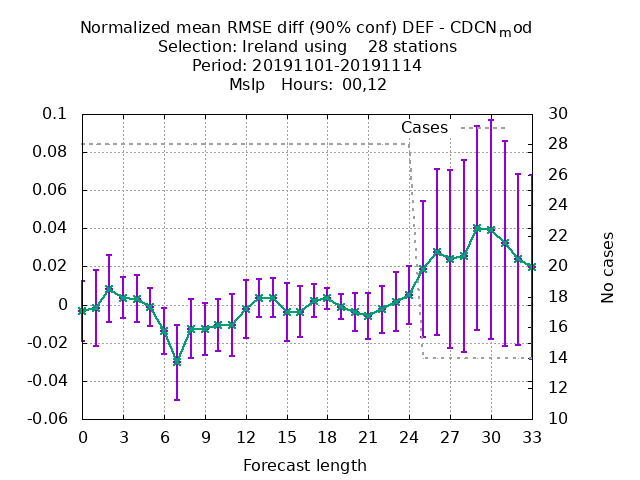 Normalized mean RMSE diff (90% conf) DEF - CDCN_mod
Selection: Ireland using    28 stations
Period: 20191101-20191114
Mslp   Hours: 00,12
Cases
0.1
0.08
0.06
0.04
0.02
0
-0.02
-0.04
-0.06
30
28
26
24
22
20
18
16
14
12
10
No cases
0 3 6 9 12 15 18 21 24 27 30 33
Forecast length